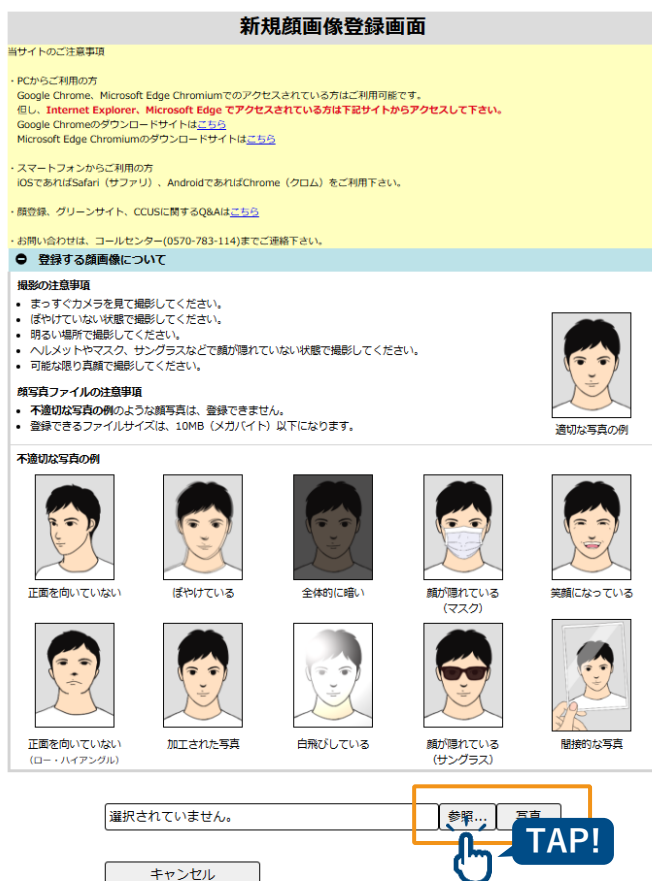 新規顔画像登録画面
当サイトのご注意事項
・PCからご利用の方
Google Chrome、Microsoft Edge Chromiumでのアクセスされている方はご利用可能です。
但し、Internet Explorer、Microsoft Edge でアクセスされている方は下記サイトからアクセスして下さい。
Google Chromeのダウンロードサイトはこちら
Microsoft Edge Chromiumのダウンロードサイトはこちら
・スマートフォンからご利用の方
iOSであればSafari（サファリ）、AndroidであればChrome（クロム）をご利用下さい。
・顔登録、グリーンサイト、CCUSに関するQ&Aはこちら
・お問い合わせは、コールセンター(0570-783-114)までご連絡下さい。
登録する顔画像について
撮影の注意事項
• まっすぐカメラを見て撮影してください。
• ぼやけていない状態で撮影してください。
• 明るい場所で撮影してください。
• ヘルメットやマスク、サングラスなどで顔が隠れていない状態で撮影してください。
• 可能な限り真顔で撮影してください。
顔写真ファイルの注意事項
• 不適切な写真の例のような顔写真は、登録できません。
• 登録できるファイルサイズは、10MB（メガバイト）以下になります。
適切な写真の例
不適切な写真の例
正面を向いていない
ぼやけている
全体的に暗い
顔が隠れている
（マスク）
笑顔になっている
正面を向いていない
（ロー・ハイアングル）
加工された写真
白飛びしている
顔が隠れている
（サングラス）
間接的な写真
選択されていません。
参照...
写真
TAP!
キャンセル